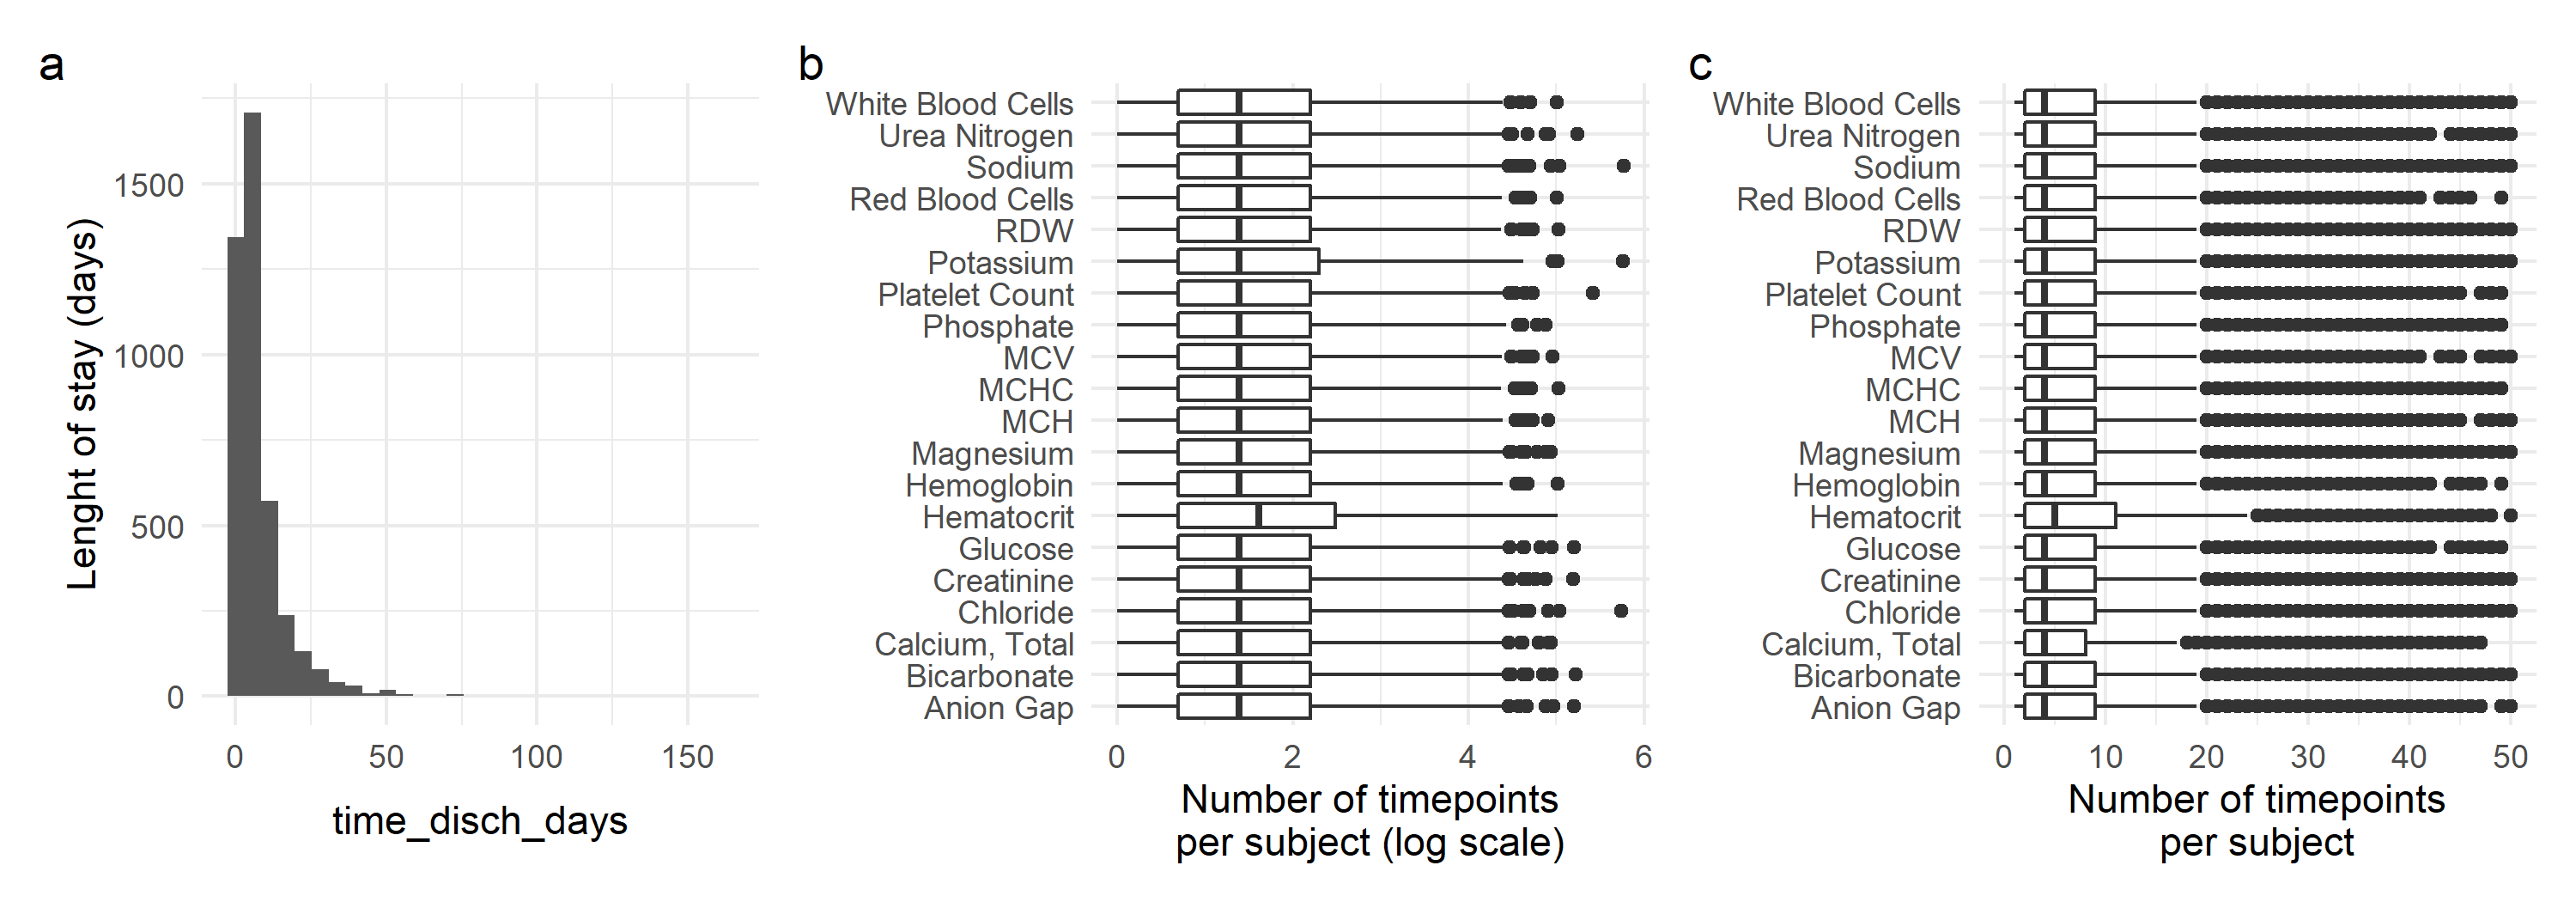 a
Lenght of stay (days)
1500
1000
500
0
0 50 100 150
time_disch_days
b
White Blood Cells
Urea Nitrogen
Sodium
Red Blood Cells
RDW
Potassium
Platelet Count
Phosphate
MCV
MCHC
MCH
Magnesium
Hemoglobin
Hematocrit
Glucose
Creatinine
Chloride
Calcium, Total
Bicarbonate
Anion Gap
0 2 4 6
Number of timepoints
per subject (log scale)
c
White Blood Cells
Urea Nitrogen
Sodium
Red Blood Cells
RDW
Potassium
Platelet Count
Phosphate
MCV
MCHC
MCH
Magnesium
Hemoglobin
Hematocrit
Glucose
Creatinine
Chloride
Calcium, Total
Bicarbonate
Anion Gap
0 10 20 30 40 50
Number of timepoints
per subject